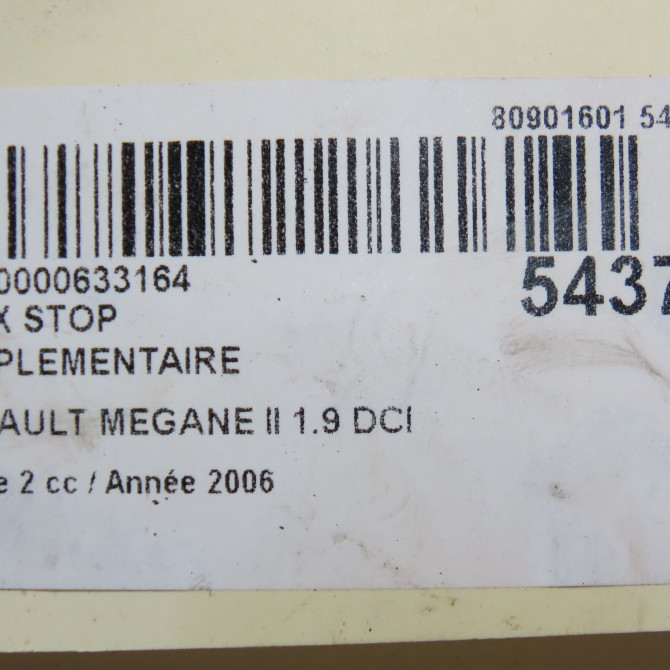 80901601 54
0000633164
5437
X STOP
PLEMENTAIRE
AULT MEGANE II 1.9 DCI
e 2 cc / Année 2006